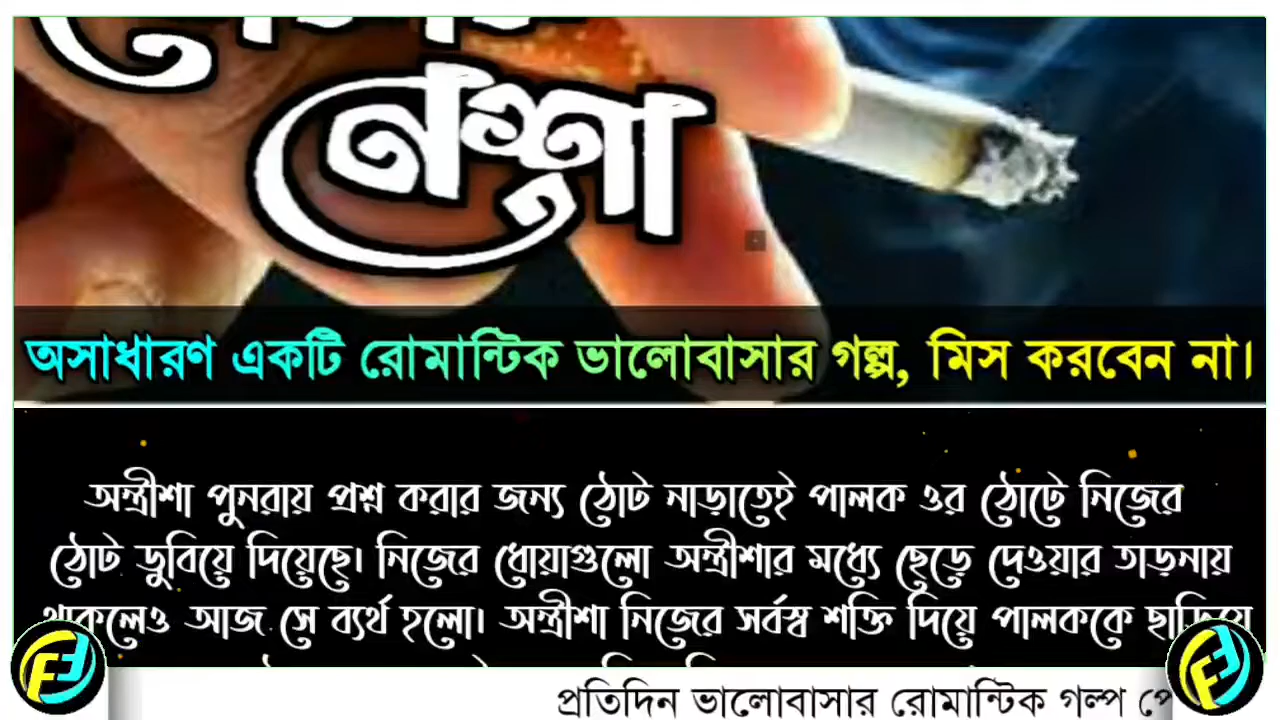 নেশা
অসাধারণ একটি রোমান্টিক ভালোবাসার গল্প, মিস করবেন না।
অন্ত্রীশা পুনরায় প্রশ্ন করার জন্য ঠোট নাড়াতেই পালক ওর ঠোটে নিজের
ঠোট ডুবিয়ে দিয়েছে। নিজের ধোয়াগুলো অন্ত্রীশার মধ্যে ছেড়ে দেওয়ার তাড়নায়
থাকলেও আজ সে ব্যর্থ হলো। অন্ত্রীশা নিজের সর্বস্ব শক্তি দিয়ে পালককে ছাড়িয়ে
প্রতিদিন ভালোবাসার রোমান্টিক গল্প পে